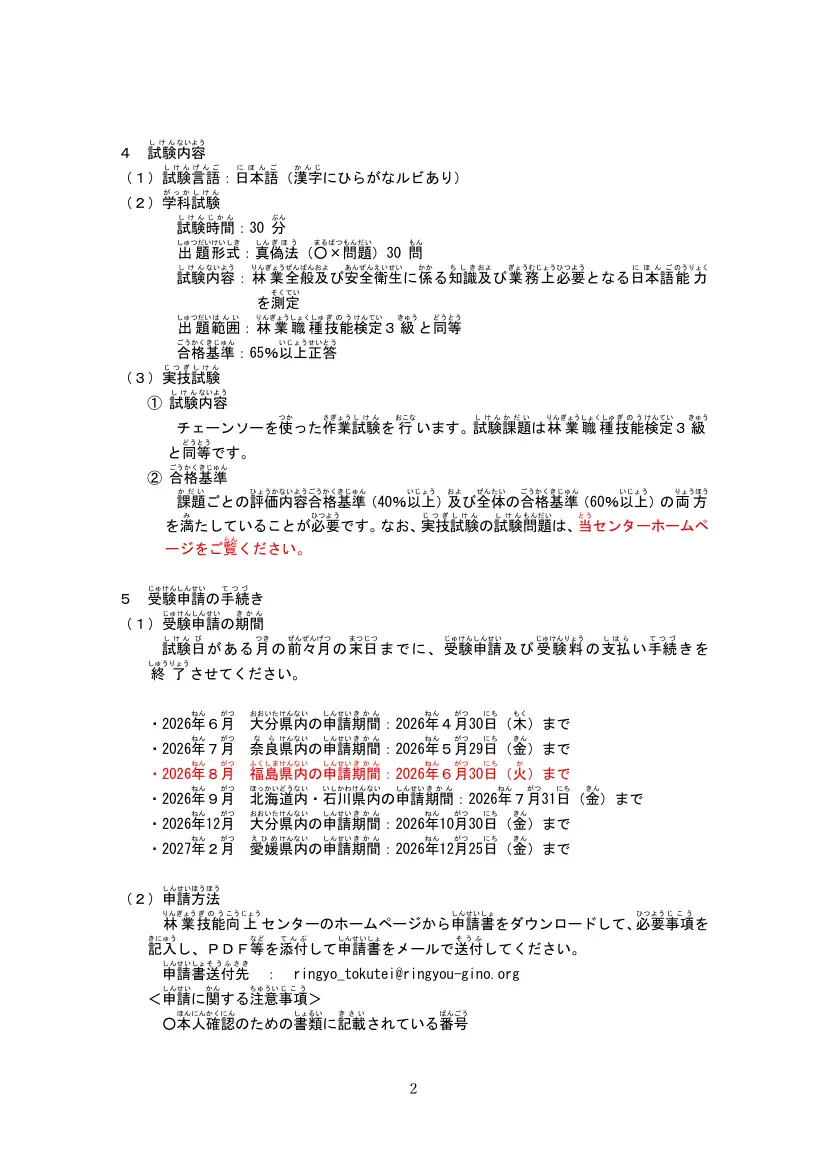 ４　試験内容
（１）試験言語：日本語（漢字にひらがなルビあり）
（２）学科試験
試験時間：30 分
出題形式：真偽法（〇×問題）30 問
試験内容：林業全般及び安全衛生に係る知識及び業務上必要となる日本語能力
を測定
出題範囲：林業職種技能検定３級と同等
合格基準：65%以上正答
（３）実技試験
① 試験内容
チェーンソーを使った作業試験を行います。試験課題は林業職種技能検定３級
と同等です。
② 合格基準
課題ごとの評価内容合格基準（40%以上）及び全体の合格基準（60%以上）の両方
を満たしていることが必要です。なお、実技試験の試験問題は、当センターホームペ
ージをご覧ください。
５　受験申請の手続き
（１）受験申請の期間
試験日がある月の前々月の末日までに、受験申請及び受験料の支払い手続きを
終了させてください。
・2026年６月　大分県内の申請期間：2026年４月30日（木）まで
・2026年７月　奈良県内の申請期間：2026年５月29日（金）まで
・2026年８月　福島県内の申請期間：2026年６月30日（火）まで
・2026年９月　北海道内・石川県内の申請期間：2026年７月31日（金）まで
・2026年12月　大分県内の申請期間：2026年10月30日（金）まで
・2027年２月　愛媛県内の申請期間：2026年12月25日（金）まで
（２）申請方法
林業技能向上センターのホームページから申請書をダウンロードして、必要事項を
記入し、ＰＤＦ等を添付して申請書をメールで送付してください。
申請書送付先　：　ringyo_tokutei@ringyou-gino.org
＜申請に関する注意事項＞
〇本人確認のための書類に記載されている番号
2